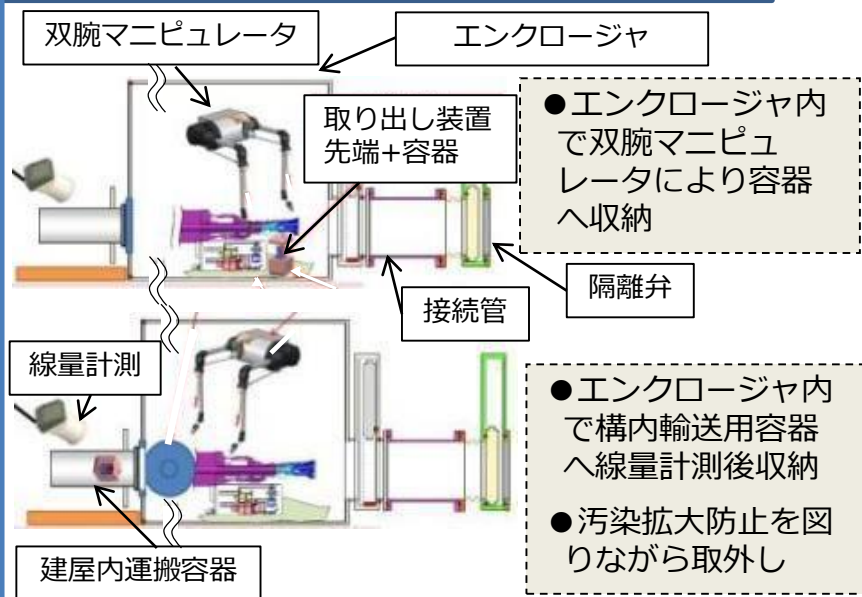 双腕マニピュレータ
エンクロージャ
取り出し装置
先端+容器
●エンクロージャ内
で双腕マニピュ
レータにより容器
へ収納
隔離弁
接続管
線量計測
●エンクロージャ内
で構内輸送用容器
へ線量計測後収納
●汚染拡大防止を図
りながら取外し
建屋内運搬容器